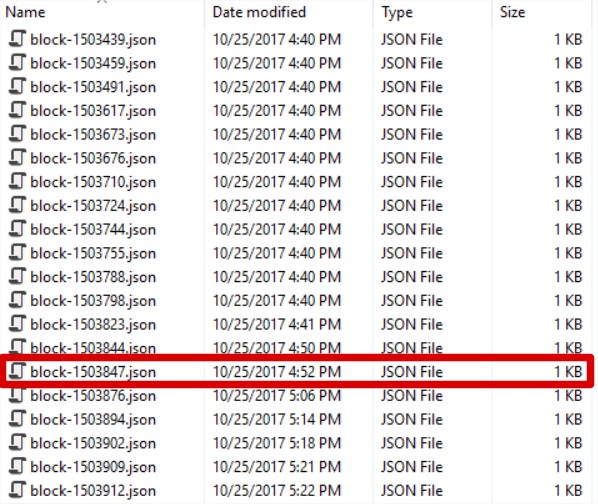 Name Date modified Type Size
block-1503439.json 10/25/2017 4:40 PM JSON File 1 KB
block-1503459.json 10/25/2017 4:40 PM JSON File 1 KB
block-1503491.json 10/25/2017 4:40 PM JSON File 1 KB
block-1503617.json 10/25/2017 4:40 PM JSON File 1 KB
block-1503673.json 10/25/2017 4:40 PM JSON File 1 KB
block-1503676.json 10/25/2017 4:40 PM JSON File 1 KB
block-1503710.json 10/25/2017 4:40 PM JSON File 1 KB
block-1503724.json 10/25/2017 4:40 PM JSON File 1 KB
block-1503744.json 10/25/2017 4:40 PM JSON File 1 KB
block-1503755.json 10/25/2017 4:40 PM JSON File 1 KB
block-1503788.json 10/25/2017 4:40 PM JSON File 1 KB
block-1503798.json 10/25/2017 4:40 PM JSON File 1 KB
block-1503823.json 10/25/2017 4:41 PM JSON File 1 KB
block-1503844.json 10/25/2017 4:50 PM JSON File 1 KB
block-1503847.json 10/25/2017 4:52 PM JSON File 1 KB
block-1503876.json 10/25/2017 5:06 PM JSON File 1 KB
block-1503894.json 10/25/2017 5:14 PM JSON File 1 KB
block-1503902.json 10/25/2017 5:18 PM JSON File 1 KB
block-1503909.json 10/25/2017 5:21 PM JSON File 1 KB
block-1503912.json 10/25/2017 5:22 PM JSON File 1 KB